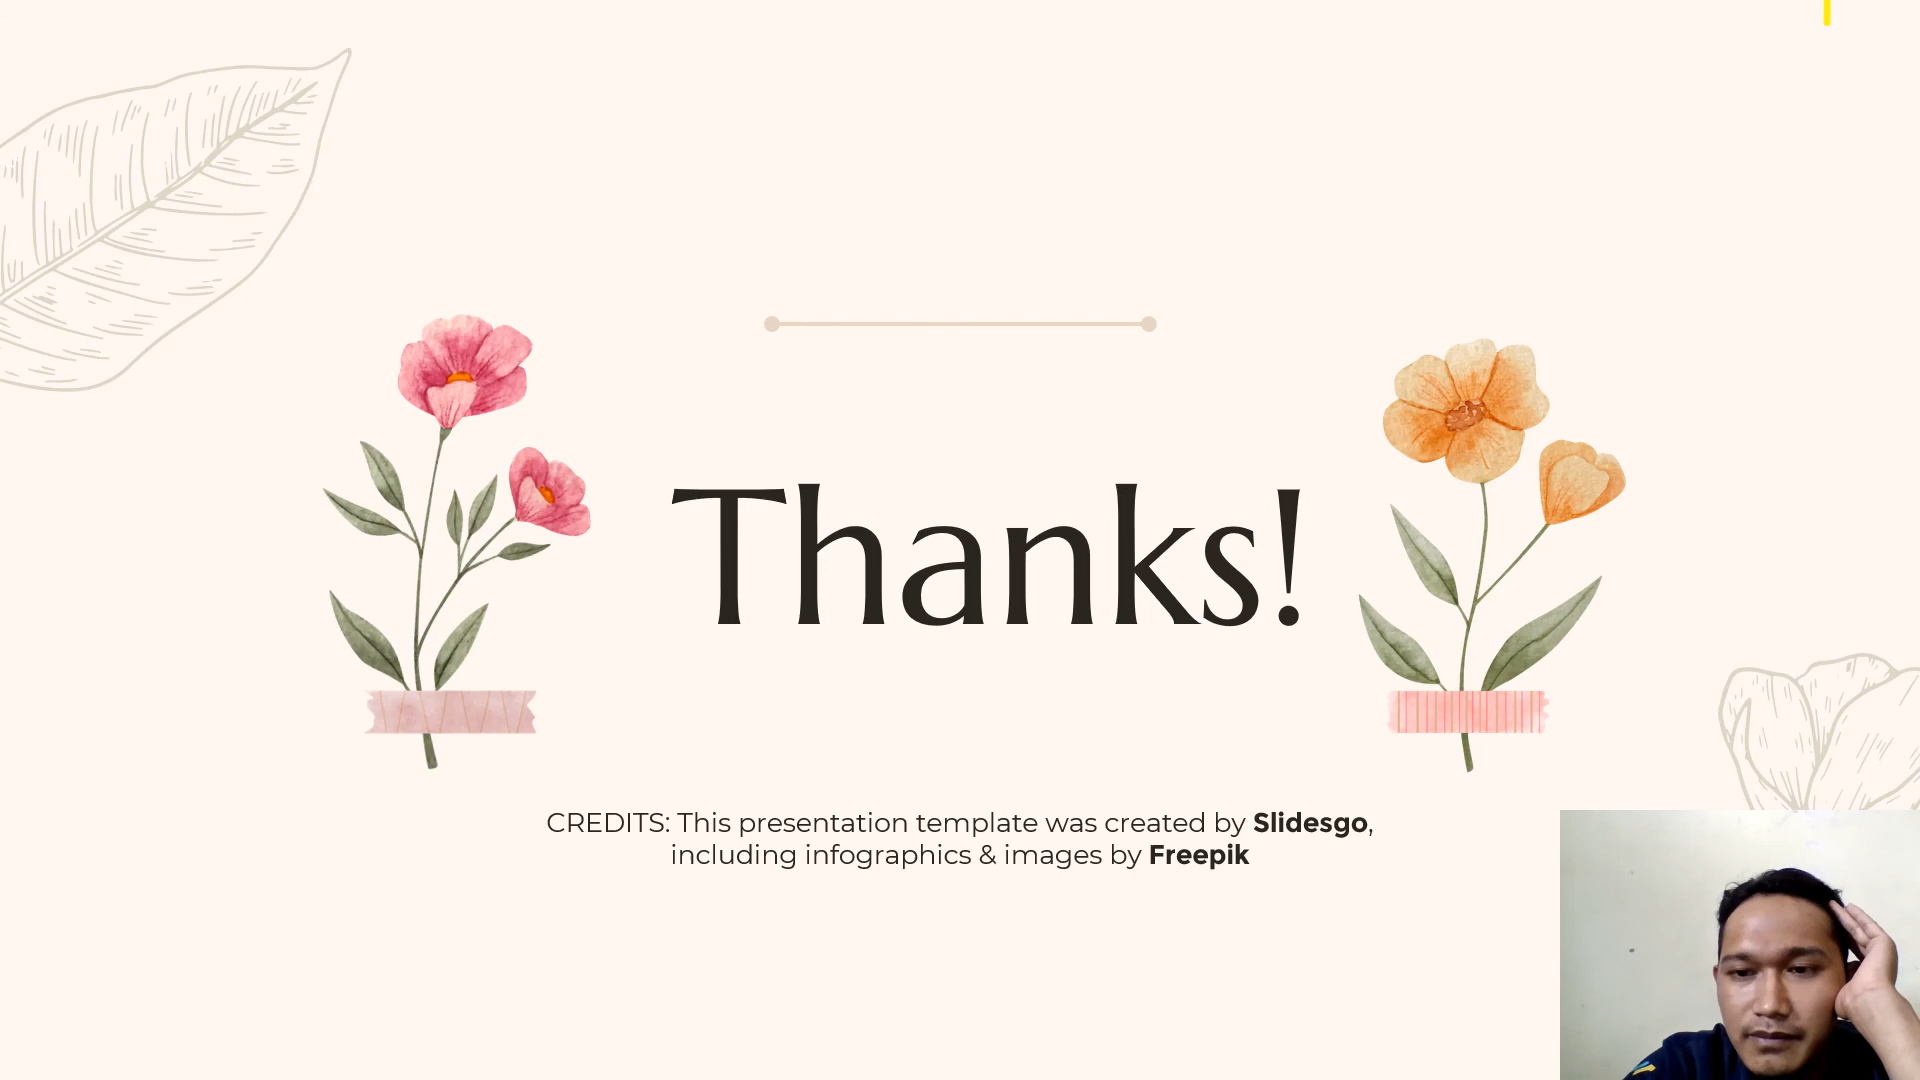 Thanks!
CREDITS: This presentation template was created by Slidesgo,
including infographics & images by Freepik